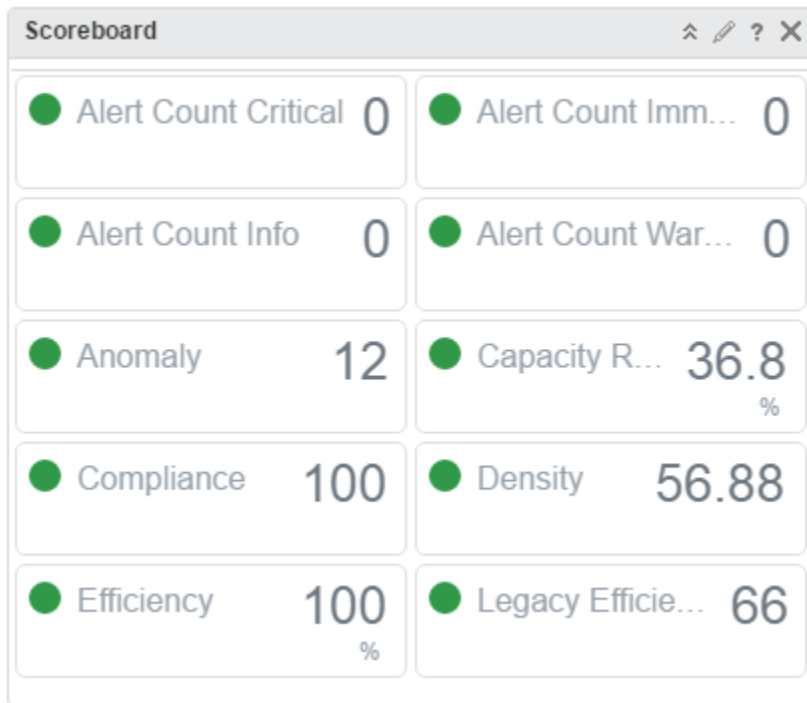 Scoreboard ?
Alert Count Critical 0
Alert Count Imm... 0
Alert Count Info 0
Alert Count War... 0
Anomaly 12
Capacity R... 36.8
%
Compliance 100
Density 56.88
Efficiency 100
%
Legacy Efficie... 66